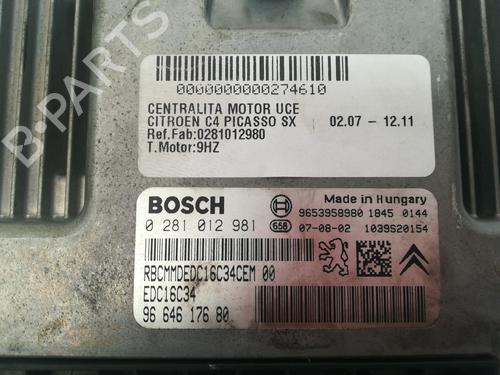 B-PARTS
0000000000274610
CENTRALITA MOTOR UCE
CITROEN C4 PICASSO SX 02.07 - 12.11
Ref.Fab:0281012980
T.Motor:9HZ
BOSCH
Made in Hungary
9653958980 1845 0144
0 281 012 981 658 07-08-02 1039S20154
RBCMMDEDC16C34CEM 00
EDC16C34
96 646 176 80